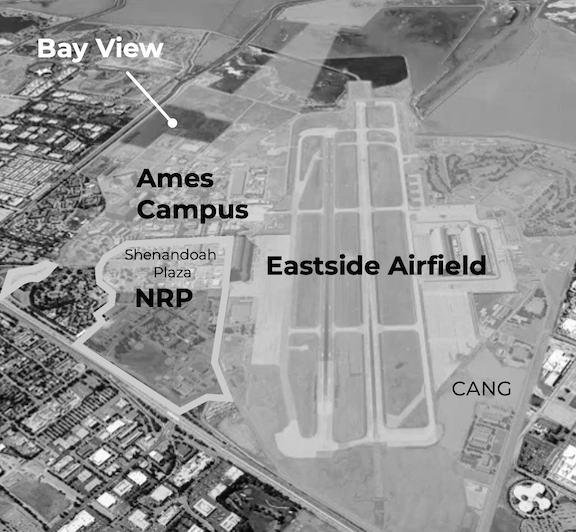 Bay View
Ames
Campus
Shenandoah
Plaza
NRP
Eastside Airfield
CANG